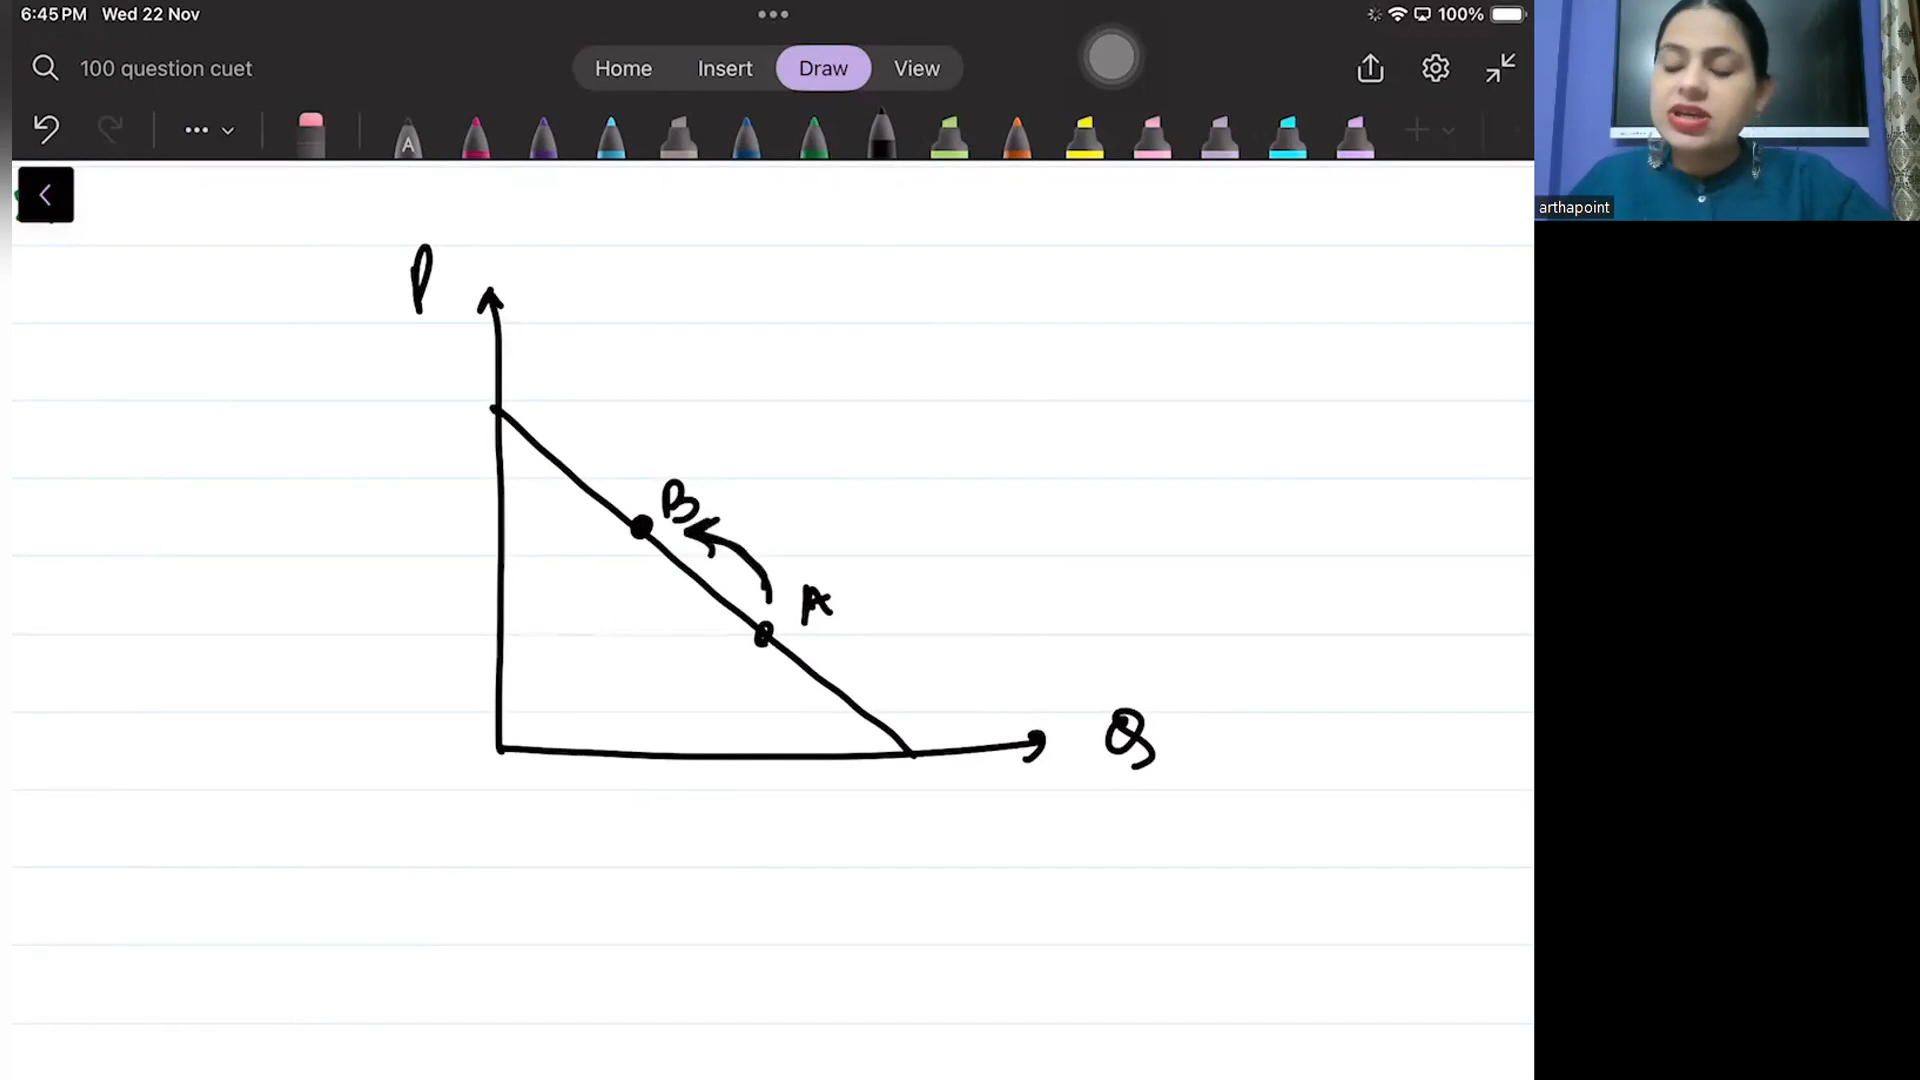 6:45 PM Wed 22 Nov
100%
100 question cuet
Home Insert Draw View
A
arthapoint
P
B
A
Q